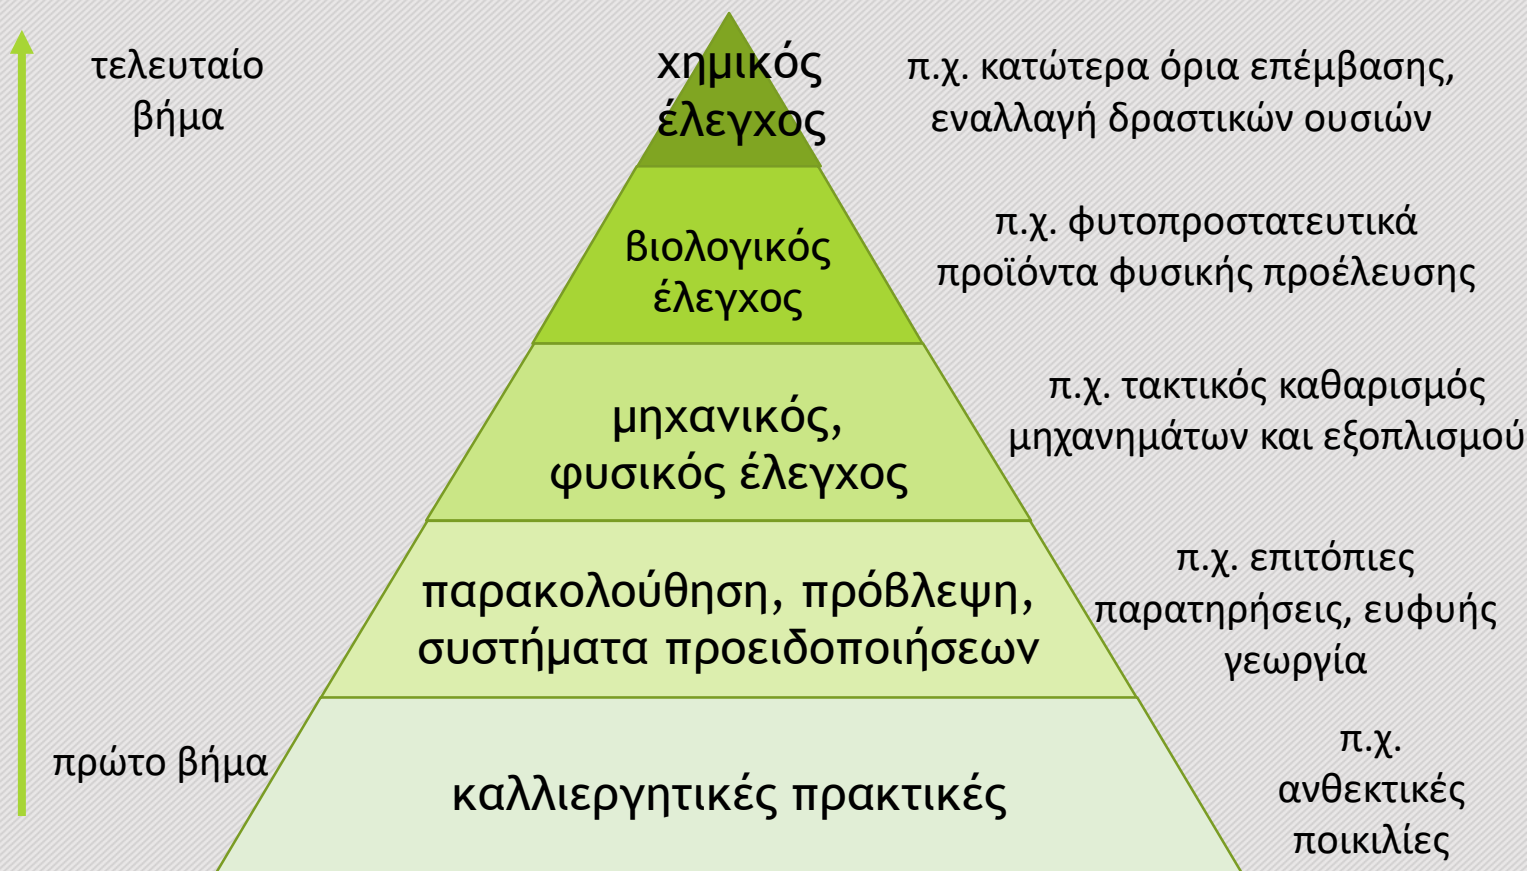 τελευταίο
βήμα
χημικός
έλεγχος
π.χ. κατώτερα όρια επέμβασης,
εναλλαγή δραστικών ουσιών
βιολογικός
έλεγχος
π.χ. φυτοπροστατευτικά
προϊόντα φυσικής προέλευσης
μηχανικός,
φυσικός έλεγχος
π.χ. τακτικός καθαρισμός
μηχανημάτων και εξοπλισμού
παρακολούθηση, πρόβλεψη,
συστήματα προειδοποιήσεων
π.χ. επιτόπιες
παρατηρήσεις, ευφυής
γεωργία
πρώτο βήμα
καλλιεργητικές πρακτικές
π.χ.
ανθεκτικές
ποικιλίες